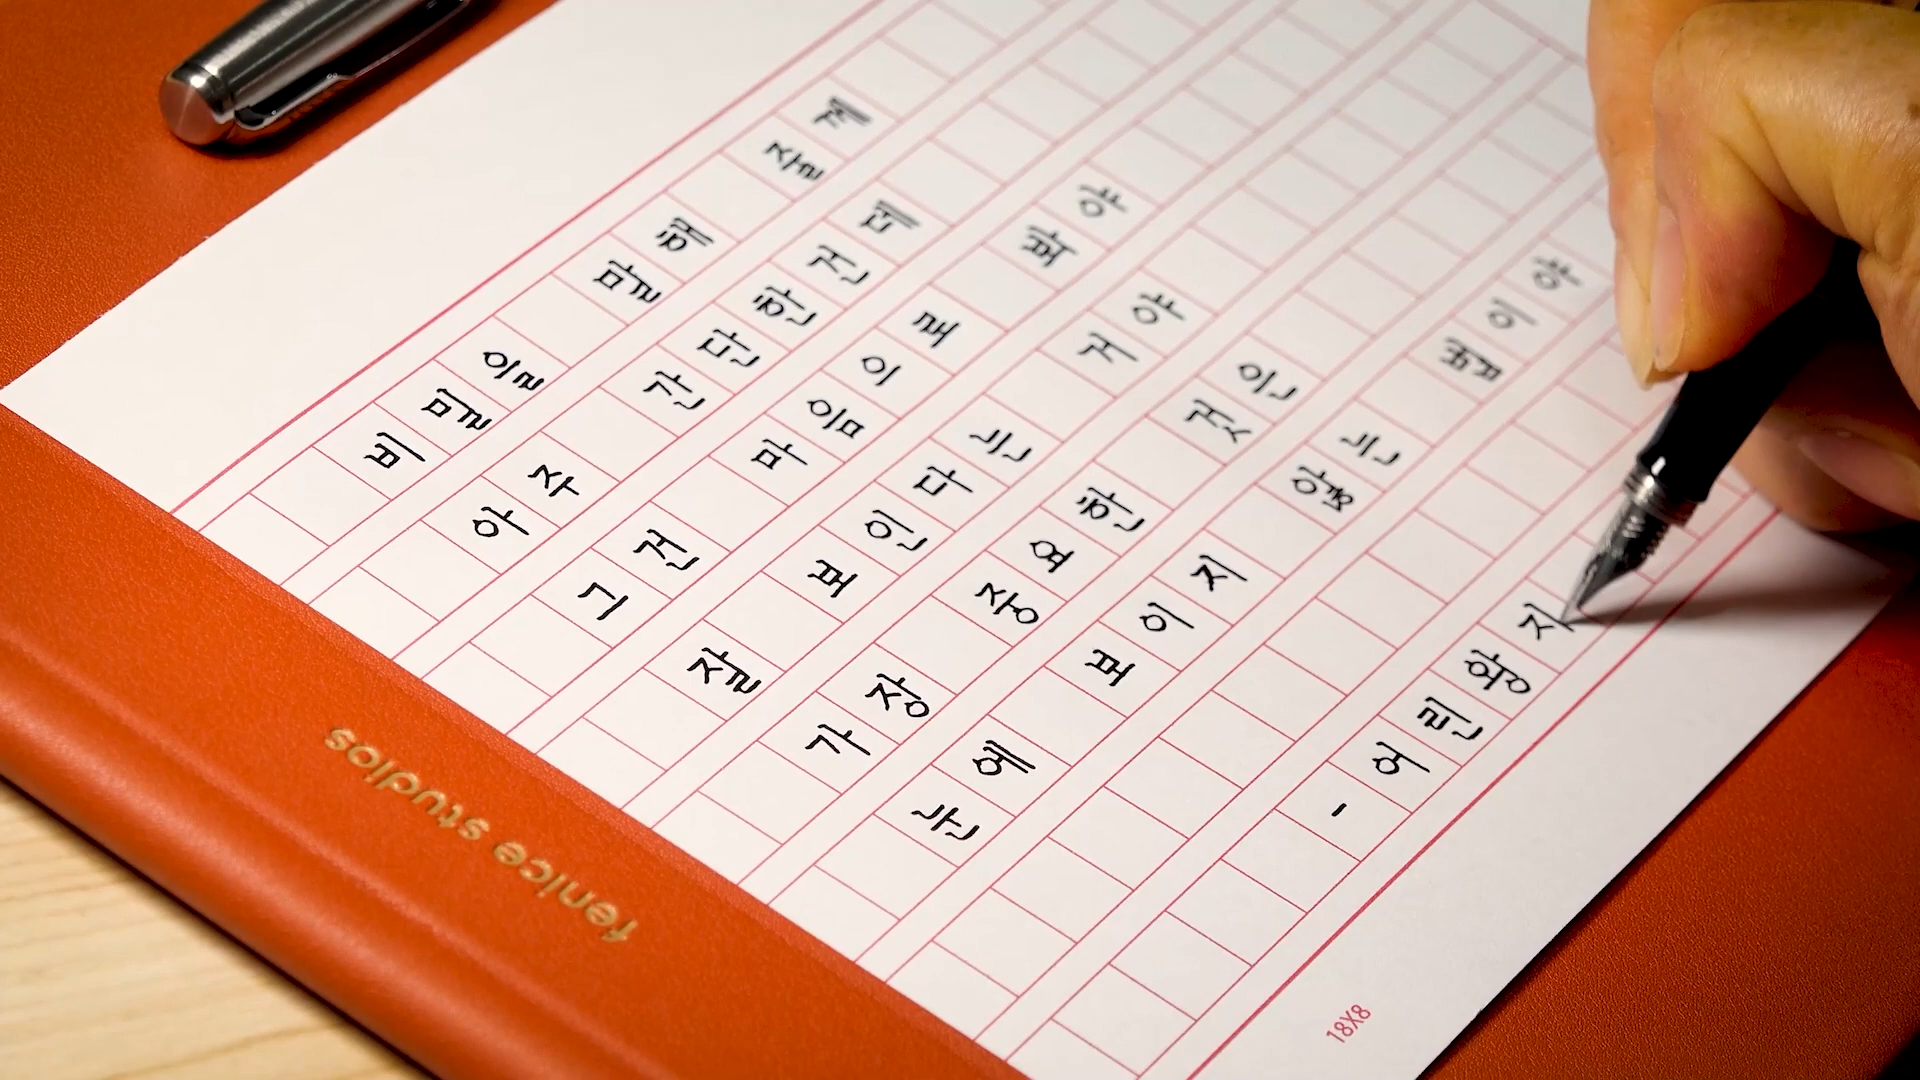 비밀을 말해 줄게
아주 간단한건데
그건 마음으로 봐야
잘 보인다는 거야
가장 중요한 것은
눈에 보이지 않는 법이야
- 어린왕자
18X8
fenice studios